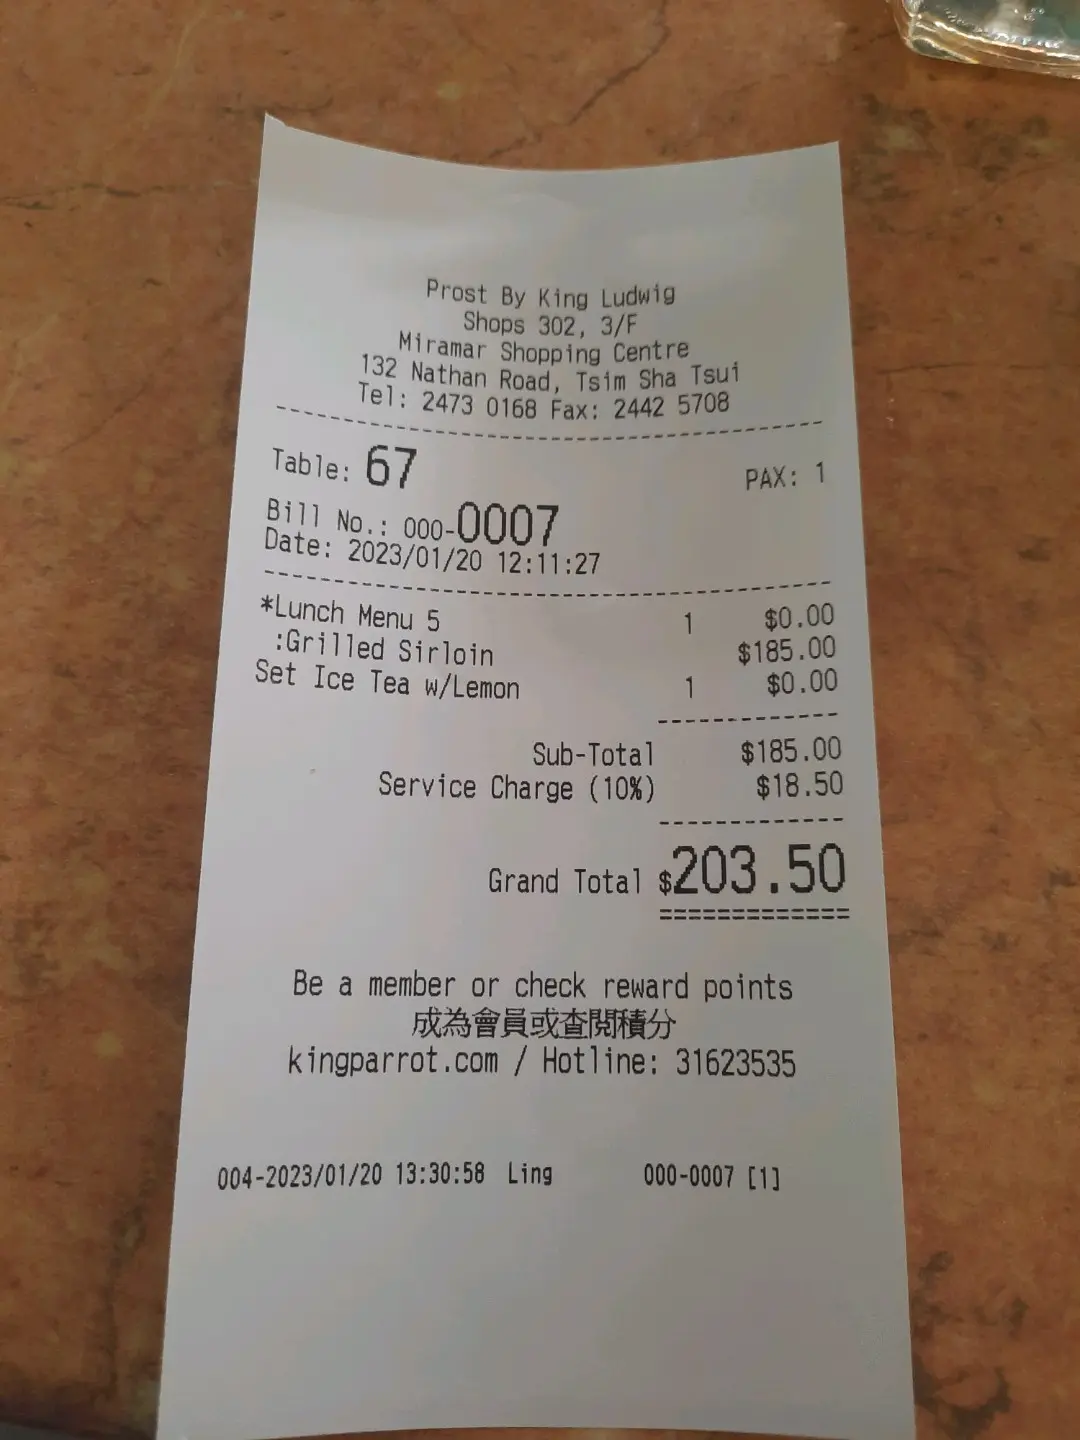 Prost By King Ludwig
Shops 302, 3/F
Miramar Shopping Centre
132 Nathan Road, Tsim Sha Tsui
Tel: 2473 0168 Fax: 2442 5708
Table: 67 PAX: 1
Bill No.: 000-0007
Date: 2023/01/20 12:11:27
*Lunch Menu 5 1 $0.00
:Grilled Sirloin $185.00
Set Ice Tea w/Lemon 1 $0.00
Sub-Total $185.00
Service Charge (10%) $18.50
Grand Total $203.50
Be a member or check reward points
成為會員或查閱積分
kingparrot.com / Hotline: 31623535
004-2023/01/20 13:30:58 Ling 000-0007 [1]